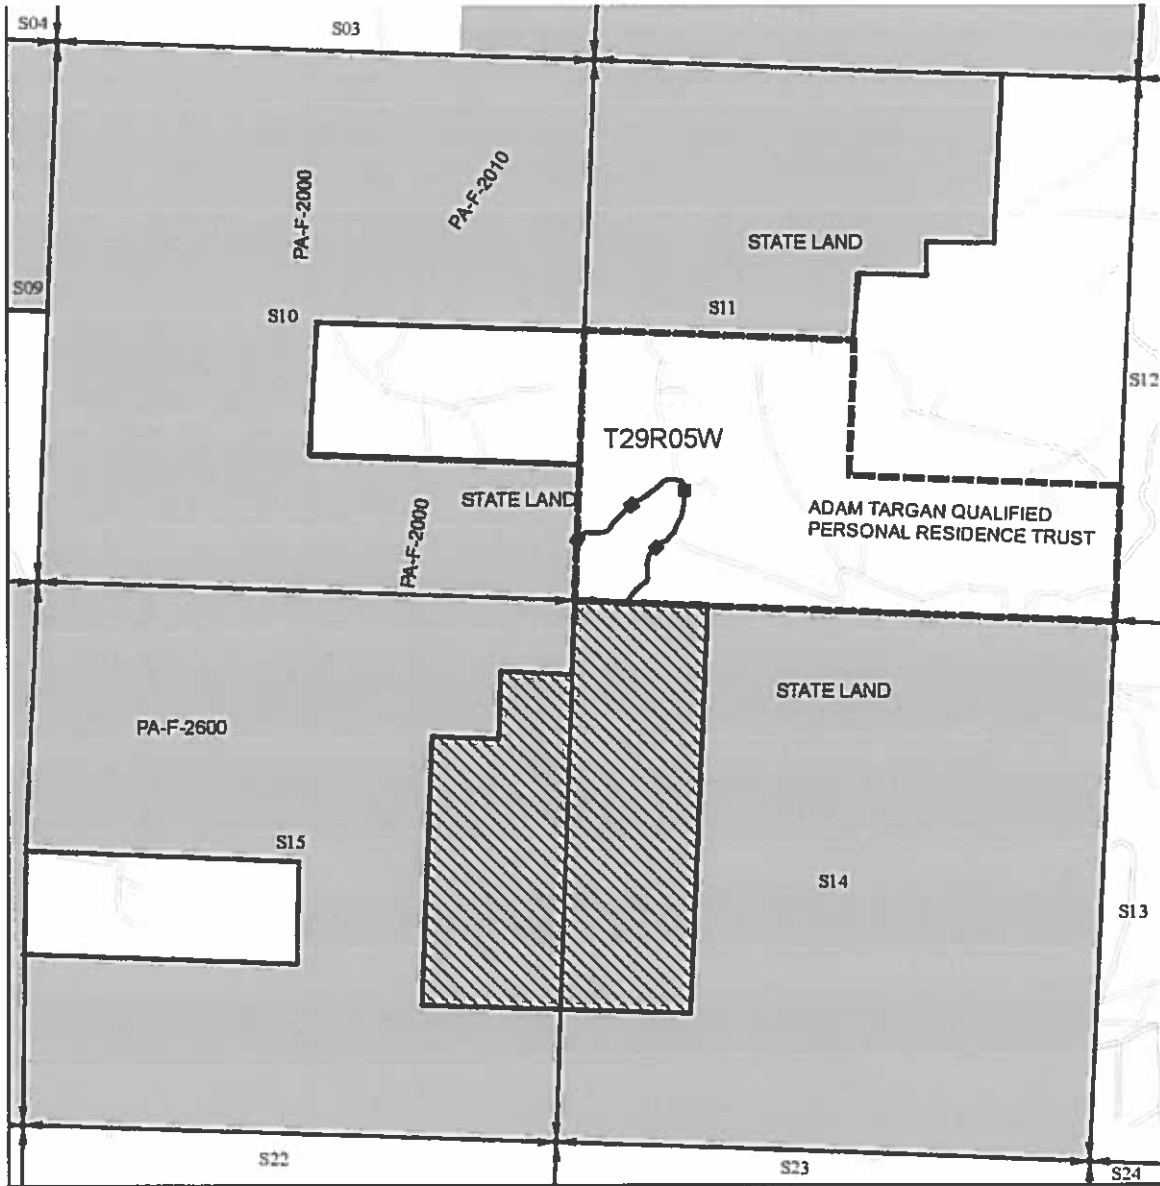 S04
S03
PA-F-2000
PA-F-2010
STATE LAND
S09
S10
S11
S12
T29R05W
STATE LAND
PA-F-2000
ADAM TARGAN QUALIFIED
PERSONAL RESIDENCE TRUST
STATE LAND
PA-F-2600
S15
S14
S13
S22
S23
S24